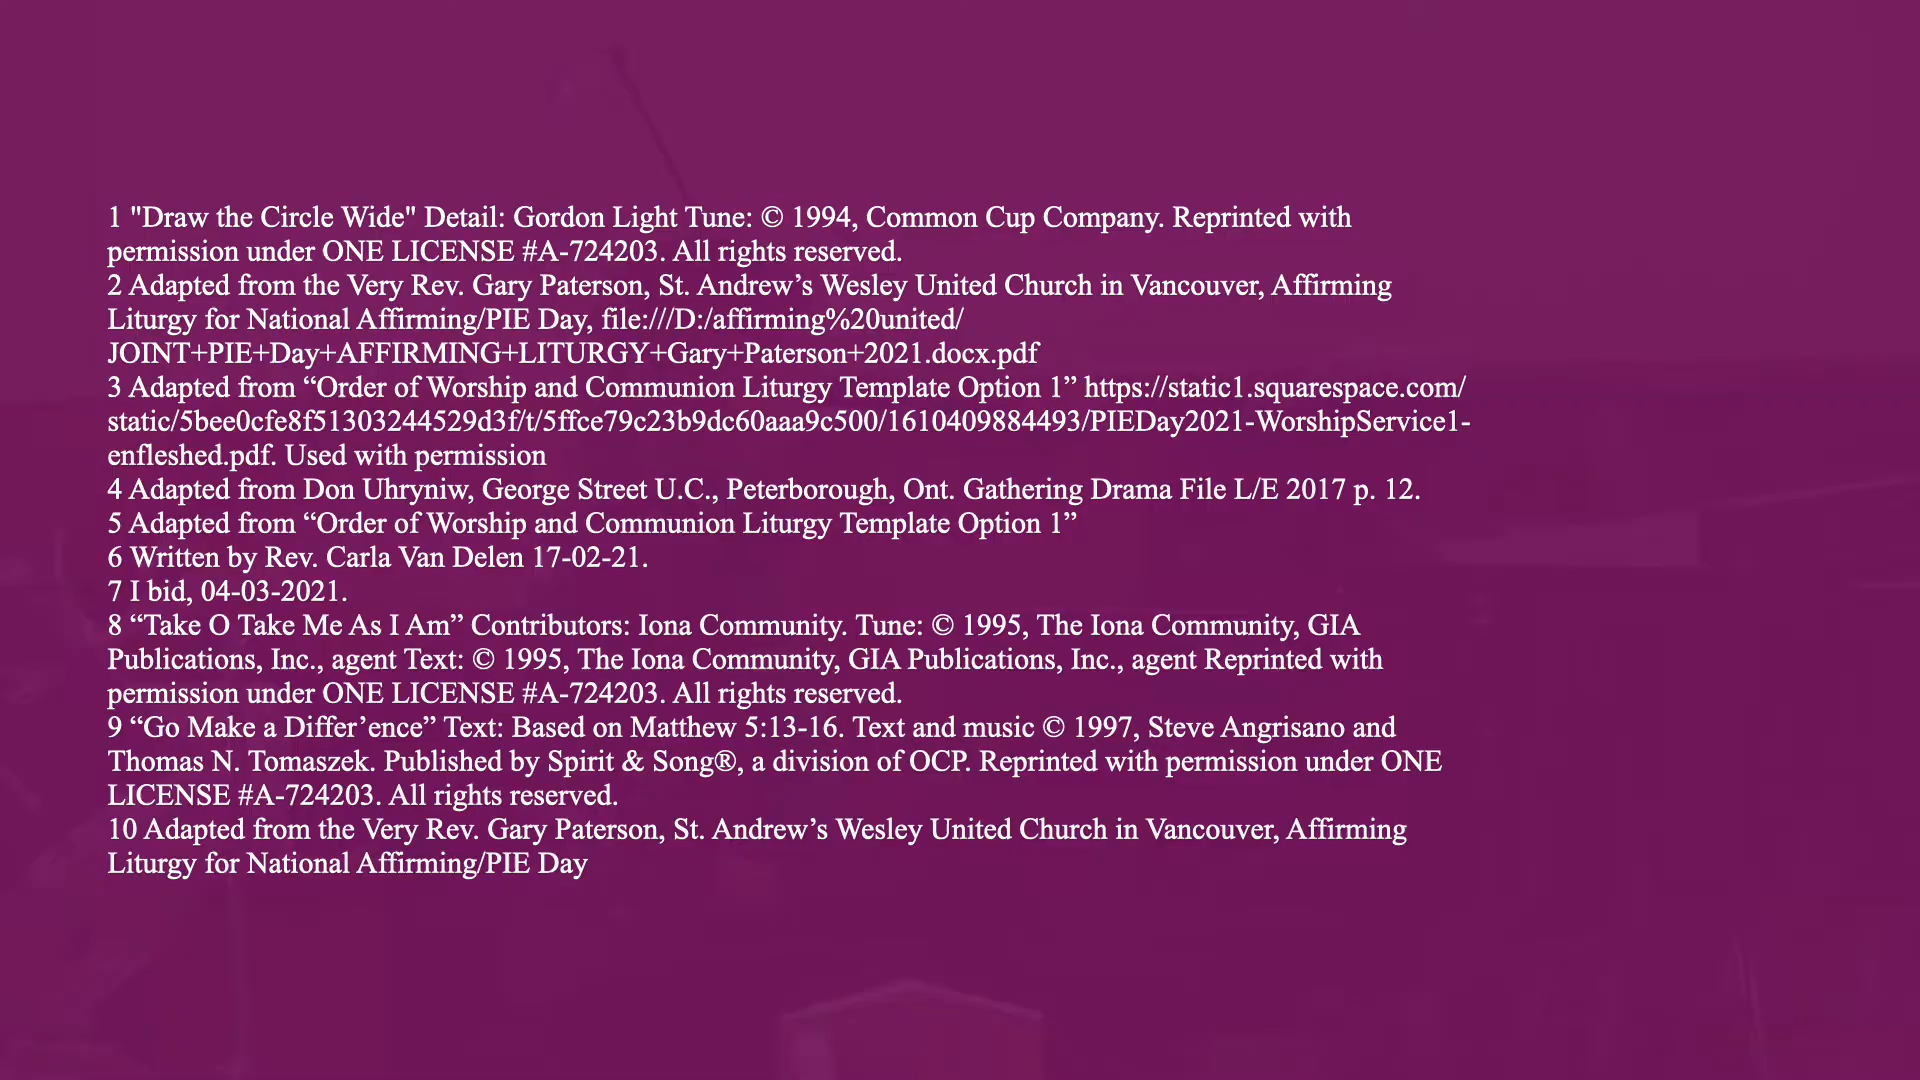 1 "Draw the Circle Wide" Detail: Gordon Light Tune: © 1994, Common Cup Company. Reprinted with
permission under ONE LICENSE #A-724203. All rights reserved.
2 Adapted from the Very Rev. Gary Paterson, St. Andrew’s Wesley United Church in Vancouver, Affirming
Liturgy for National Affirming/PIE Day, file:///D:/affirming%20united/
JOINT+PIE+Day+AFFIRMING+LITURGY+Gary+Paterson+2021.docx.pdf
3 Adapted from “Order of Worship and Communion Liturgy Template Option 1” https://static1.squarespace.com/
static/5bee0cfe8f51303244529d3f/t/5ffce79c23b9dc60aaa9c500/1610409884493/PIEDay2021-WorshipService1-
enfleshed.pdf. Used with permission
4 Adapted from Don Uhryniw, George Street U.C., Peterborough, Ont. Gathering Drama File L/E 2017 p. 12.
5 Adapted from “Order of Worship and Communion Liturgy Template Option 1”
6 Written by Rev. Carla Van Delen 17-02-21.
7 I bid, 04-03-2021.
8 “Take O Take Me As I Am” Contributors: Iona Community. Tune: © 1995, The Iona Community, GIA
Publications, Inc., agent Text: © 1995, The Iona Community, GIA Publications, Inc., agent Reprinted with
permission under ONE LICENSE #A-724203. All rights reserved.
9 “Go Make a Differ’ence” Text: Based on Matthew 5:13-16. Text and music © 1997, Steve Angrisano and
Thomas N. Tomaszek. Published by Spirit & Song®, a division of OCP. Reprinted with permission under ONE
LICENSE #A-724203. All rights reserved.
10 Adapted from the Very Rev. Gary Paterson, St. Andrew’s Wesley United Church in Vancouver, Affirming
Liturgy for National Affirming/PIE Day